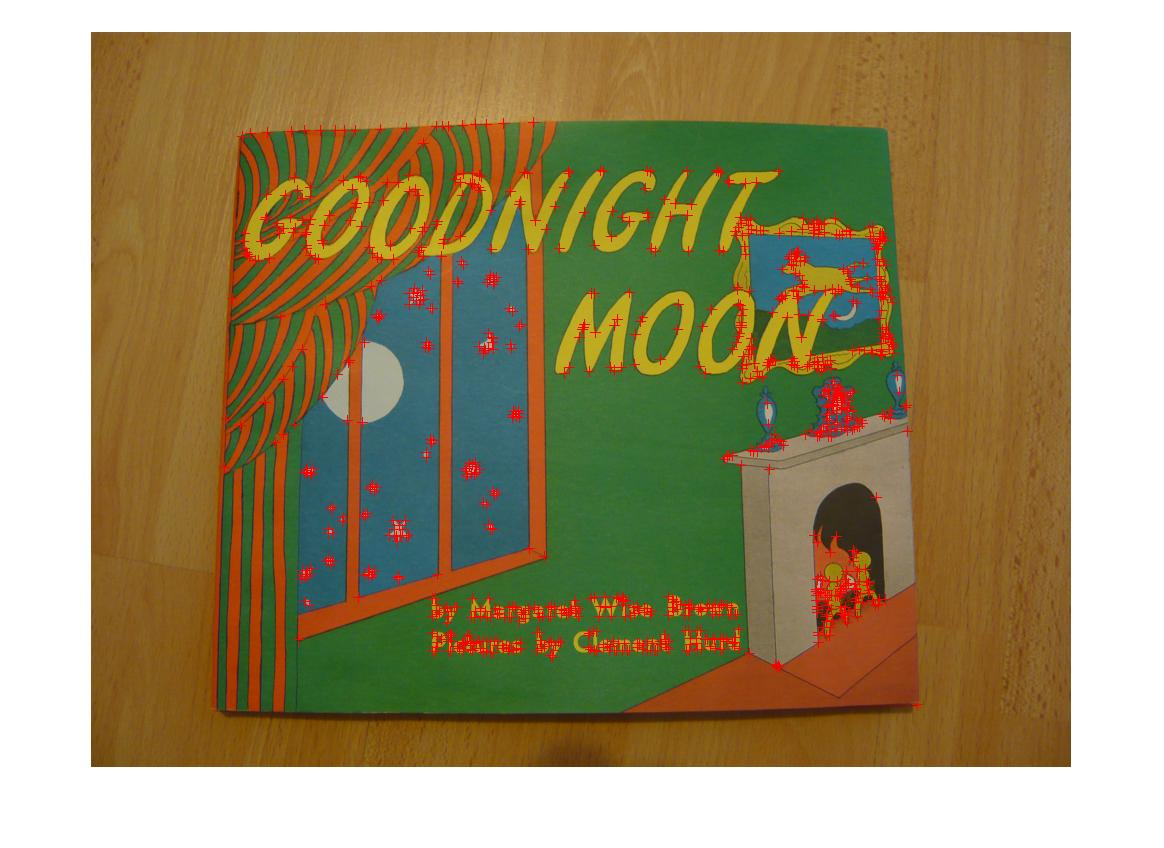 GOODNIGHT
MOON
by Margaret Wise Brown
Pictures by Clement Hurd